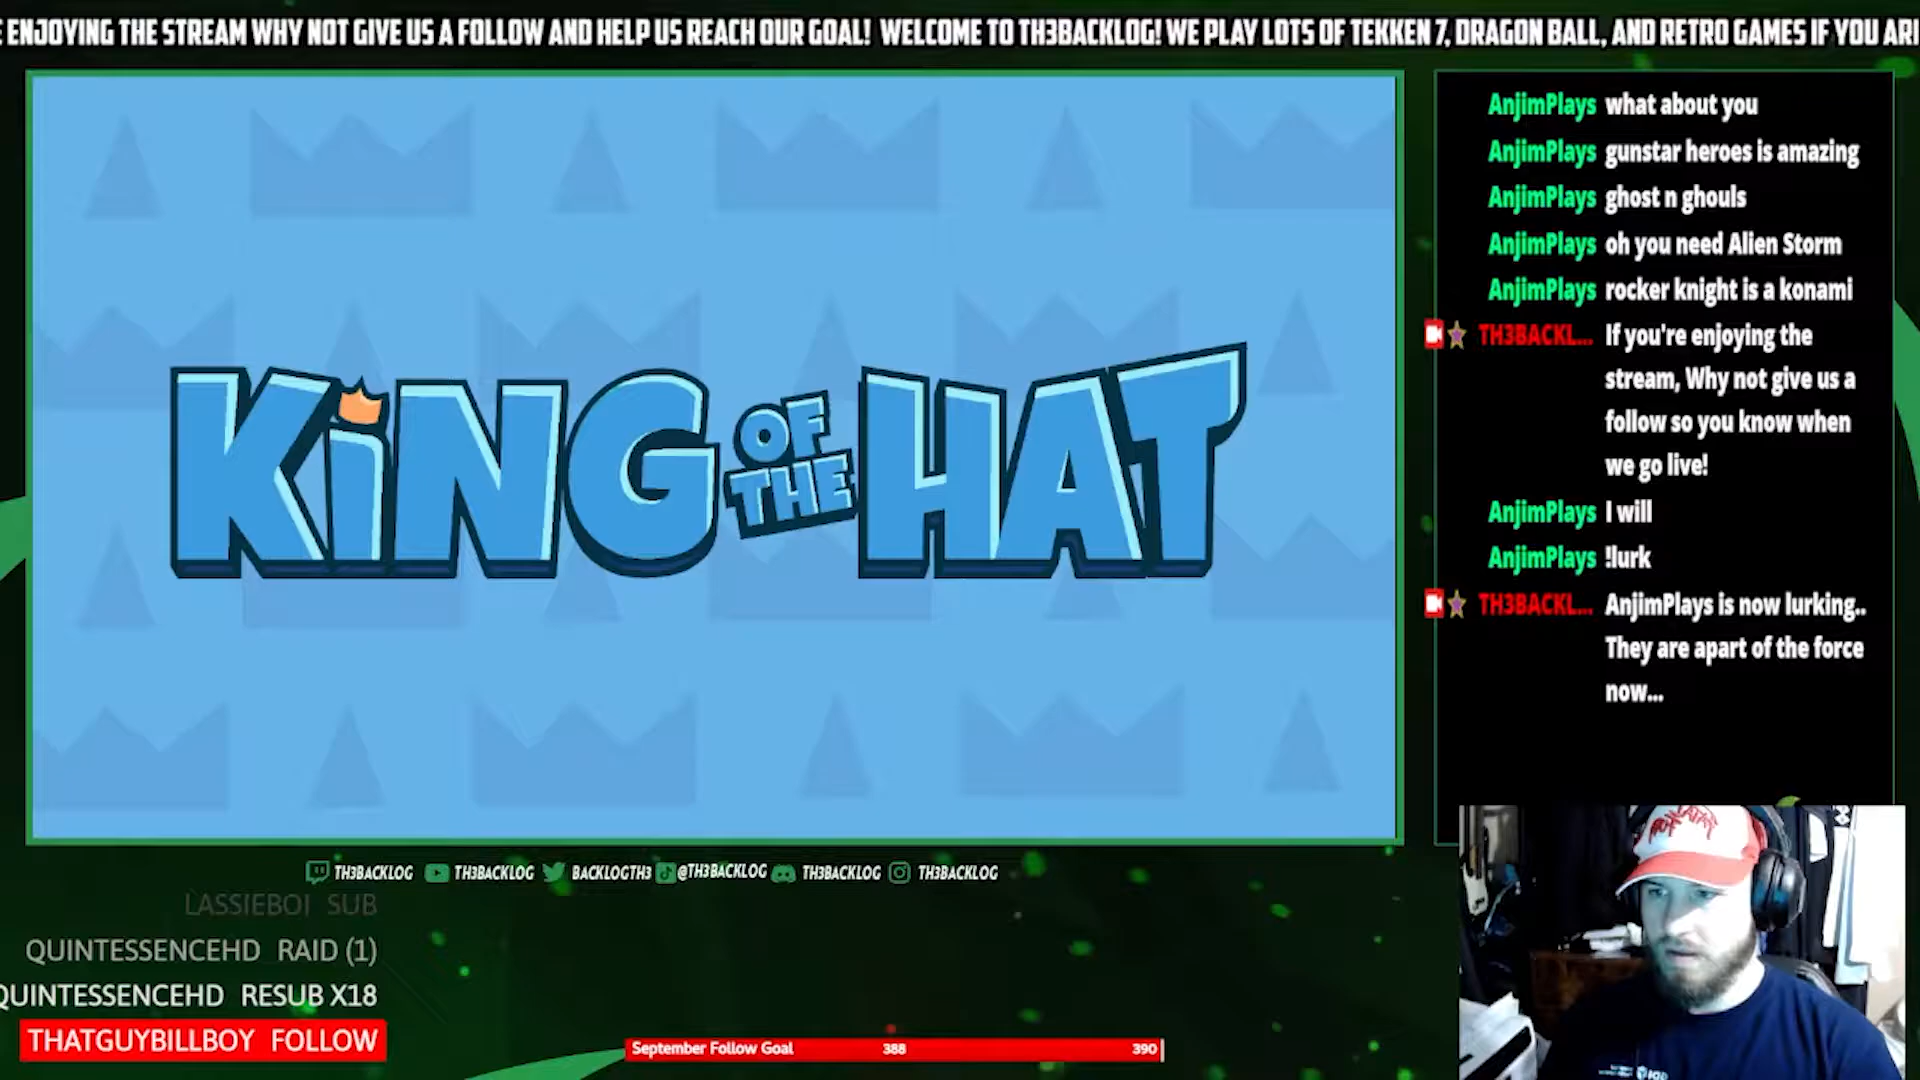 ENJOYING THE STREAM WHY NOT GIVE US A FOLLOW AND HELP US REACH OUR GOAL! WELCOME TO TH3BACKLOG! WE PLAY LOTS OF TEKKEN 7, DRAGON BALL, AND RETRO GAMES IF YOU
KiNG OF THE HAT
AnjimPlays what about you
AnjimPlays gunstar heroes is amazing
AnjimPlays ghost n ghouls
AnjimPlays oh you need Alien Storm
AnjimPlays rocker knight is a konami
TH3BACKL... If you're enjoying the
stream, Why not give us a
follow so you know when
we go live!
AnjimPlays I will
AnjimPlays !lurk
TH3BACKL... AnjimPlays is now lurking..
They are apart of the force
now...
TH3BACKLOG TH3BACKLOG BACKLOGTH3 @TH3BACKLOG TH3BACKLOG TH3BACKLOG
LASSIEBOI SUB
QUINTESSENCEHD RAID (1)
QUINTESSENCEHD RESUB X18
THATGUYBILLBOY FOLLOW
September Follow Goal 388 390